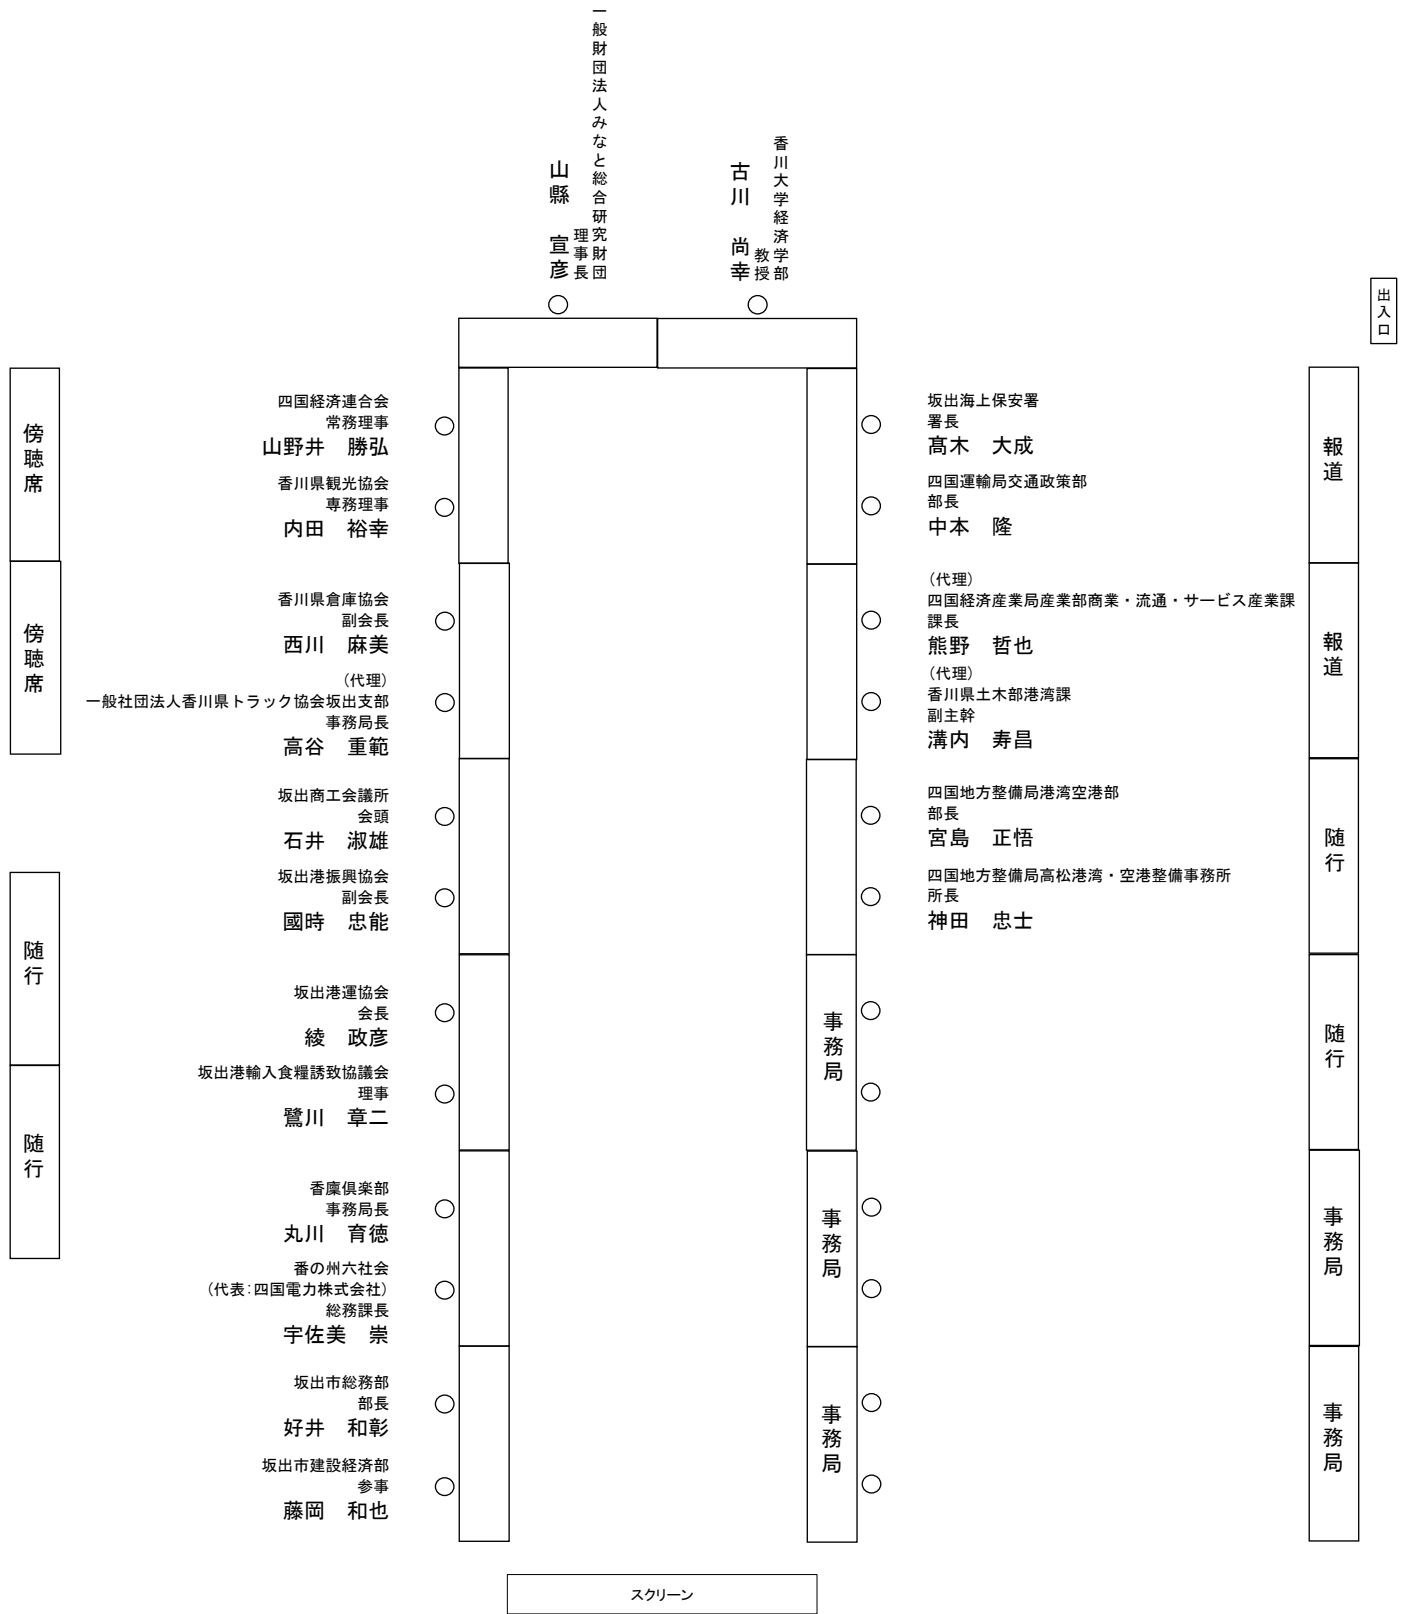 一般財団法人みなと総合研究財団
理事長
山縣　宣彦
香川大学経済学部
教授
古川　尚幸
出入口
傍聴席
傍聴席
随行
随行
四国経済連合会
常務理事
山野井　勝弘
香川県観光協会
専務理事
内田　裕幸
香川県倉庫協会
副会長
西川　麻美
（代理）
一般社団法人香川県トラック協会坂出支部
事務局長
高谷　重範
坂出商工会議所
会頭
石井　淑雄
坂出港振興協会
副会長
國時　忠能
坂出港運協会
会長
綾　政彦
坂出港輸入食糧誘致協議会
理事
鷺川　章二
香廩倶楽部
事務局長
丸川　育徳
番の州六社会
（代表：四国電力株式会社）
総務課長
宇佐美　崇
坂出市総務部
部長
好井　和彰
坂出市建設経済部
参事
藤岡　和也
坂出海上保安署
署長
髙木　大成
四国運輸局交通政策部
部長
中本　隆
（代理）
四国経済産業局産業部商業・流通・サービス産業課
課長
熊野　哲也
（代理）
香川県土木部港湾課
副主幹
溝内　寿昌
四国地方整備局港湾空港部
部長
宮島　正悟
四国地方整備局高松港湾・空港整備事務所
所長
神田　忠士
事務局
事務局
事務局
報道
報道
随行
随行
事務局
事務局
スクリーン